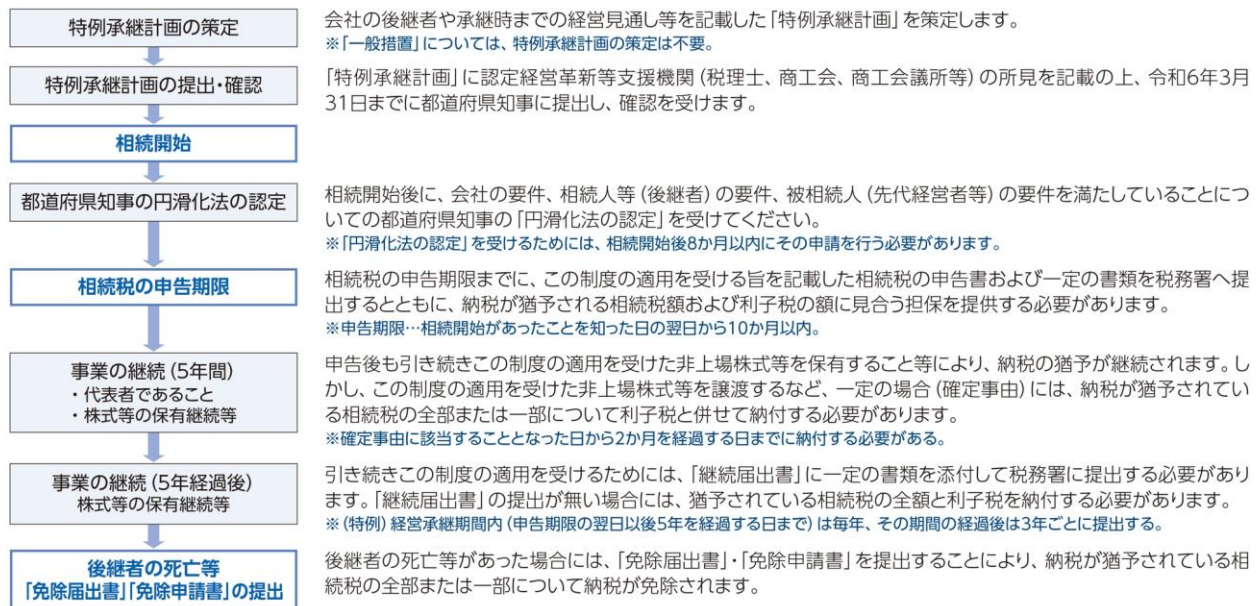 特例承継計画の策定
会社の後継者や承継時までの経営見通し等を記載した「特例承継計画」を策定します。
※「一般措置」については、特例承継計画の策定は不要。
特例承継計画の提出・確認
「特例承継計画」に認定経営革新等支援機関(税理士、商工会、商工会議所等)の所見を記載の上、令和6年3月
31日までに都道府県知事に提出し、確認を受けます。
相続開始
都道府県知事の円滑化法の認定
相続開始後に、会社の要件、相続人等(後継者)の要件、被相続人(先代経営者等)の要件を満たしていることにつ
いての都道府県知事の「円滑化法の認定」を受けてください。
※「円滑化法の認定」を受けるためには、相続開始後8か月以内にその申請を行う必要があります。
相続税の申告期限
相続税の申告期限までに、この制度の適用を受ける旨を記載した相続税の申告書および一定の書類を税務署へ提
出するとともに、納税が猶予される相続税額および利子税の額に見合う担保を提供する必要があります。
※申告期限…相続開始があったことを知った日の翌日から10か月以内。
事業の継続(5年間)
・代表者であること
・株式等の保有継続等
申告後も引き続きこの制度の適用を受けた非上場株式等を保有すること等により、納税の猶予が継続されます。し
かし、この制度の適用を受けた非上場株式等を譲渡するなど、一定の場合(確定事由)には、納税が猶予されてい
る相続税の全部または一部について利子税と併せて納付する必要があります。
※確定事由に該当することとなった日から2か月を経過する日までに納付する必要がある。
事業の継続(5年経過後)
株式等の保有継続等
引き続きこの制度の適用を受けるためには、「継続届出書」に一定の書類を添付して税務署に提出する必要があり
ます。「継続届出書」の提出が無い場合には、猶予されている相続税の全額と利子税を納付する必要があります。
※(特例)経営承継期間内(申告期限の翌日以後5年を経過する日まで)は毎年、その期間の経過後は3年ごとに提出する。
後継者の死亡等
「免除届出書」「免除申請書」の提出
後継者の死亡等があった場合には、「免除届出書」・「免除申請書」を提出することにより、納税が猶予されている相
続税の全部または一部について納税が免除されます。